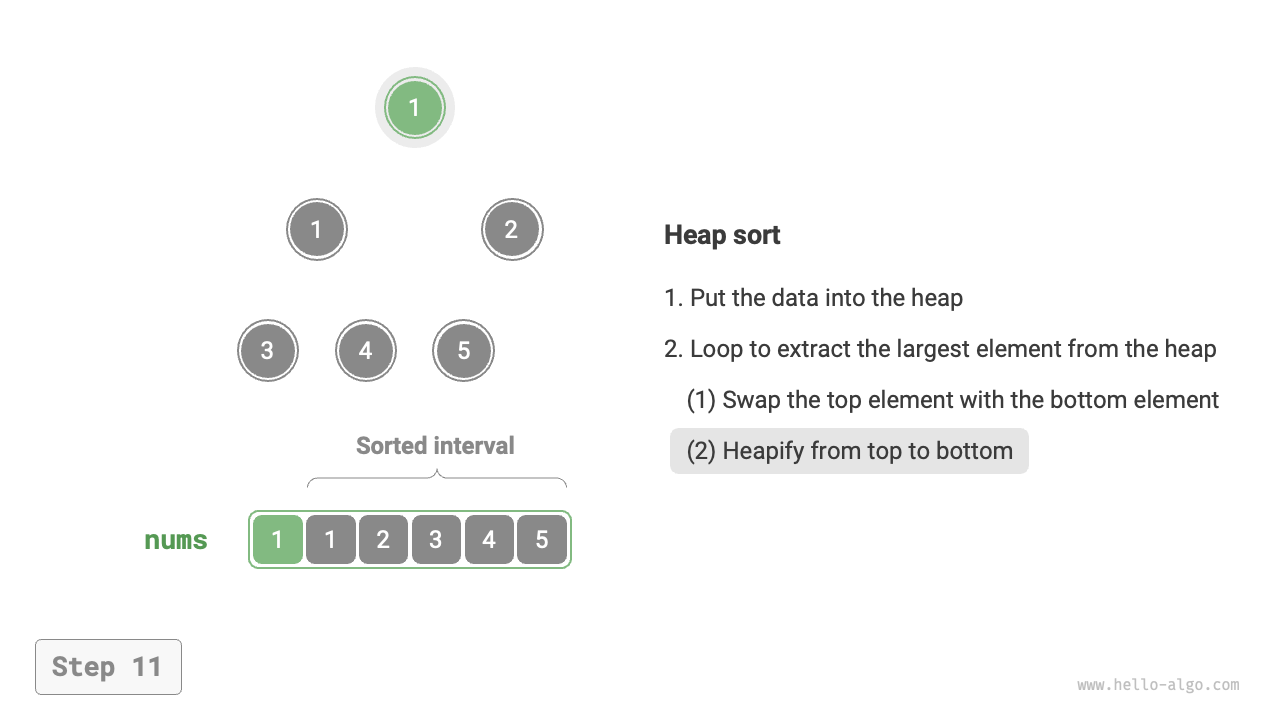 1
1 2
3 4 5
Heap sort
1. Put the data into the heap
2. Loop to extract the largest element from the heap
(1) Swap the top element with the bottom element
(2) Heapify from top to bottom
Sorted interval
nums 1 1 2 3 4 5
Step 11
www.hello-algo.com